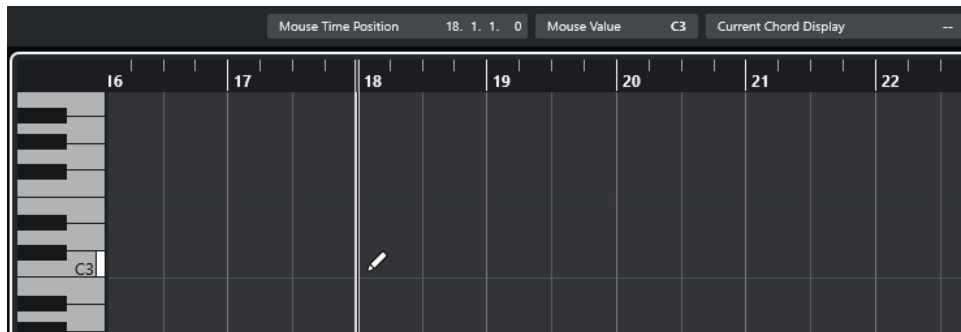 Mouse Time Position 18. 1. 1. 0 Mouse Value C3 Current Chord Display --
16 17 18 19 20 21 22
C3